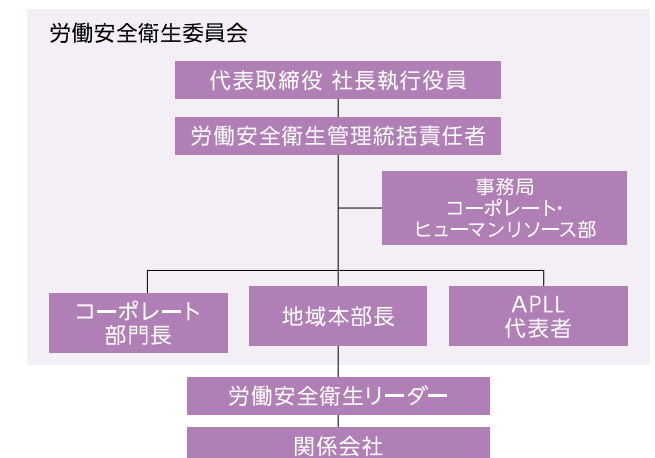 労働安全衛生委員会
代表取締役 社長執行役員
労働安全衛生管理統括責任者
事務局
コーポレート・
ヒューマンリソース部
コーポレート
部門長
地域本部長
APLL
代表者
労働安全衛生リーダー
関係会社